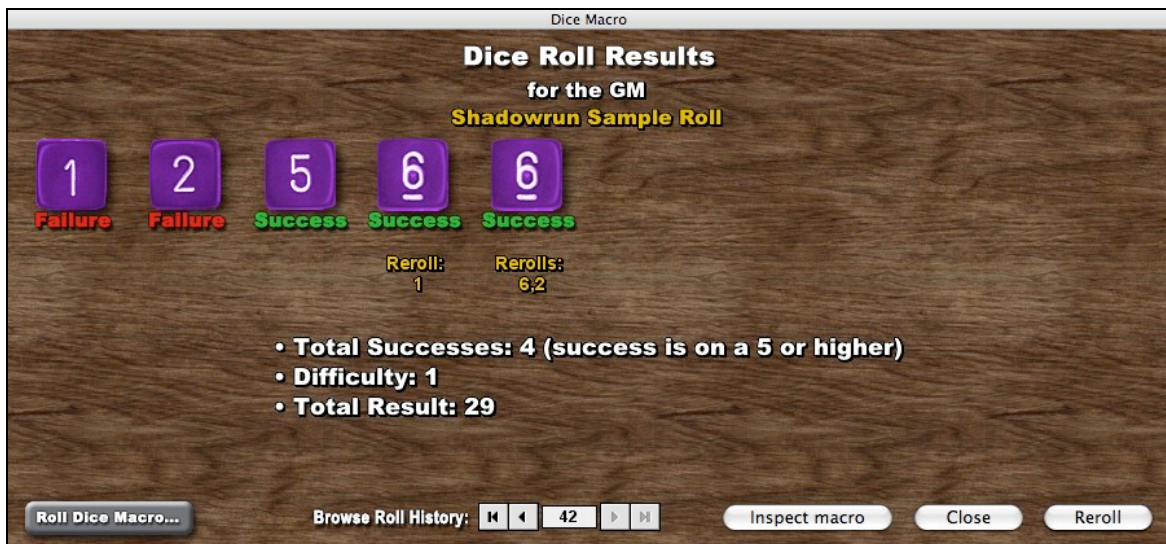 Dice Macro
Dice Roll Results
for the GM
Shadowrun Sample Roll
1 2 5 6 6
Failure Failure Success Success Success
Reroll: Rerolls:
1 6,2
• Total Successes: 4 (success is on a 5 or higher)
• Difficulty: 1
• Total Result: 29
Roll Dice Macro... Browse Roll History: 42 Inspect macro Close Reroll